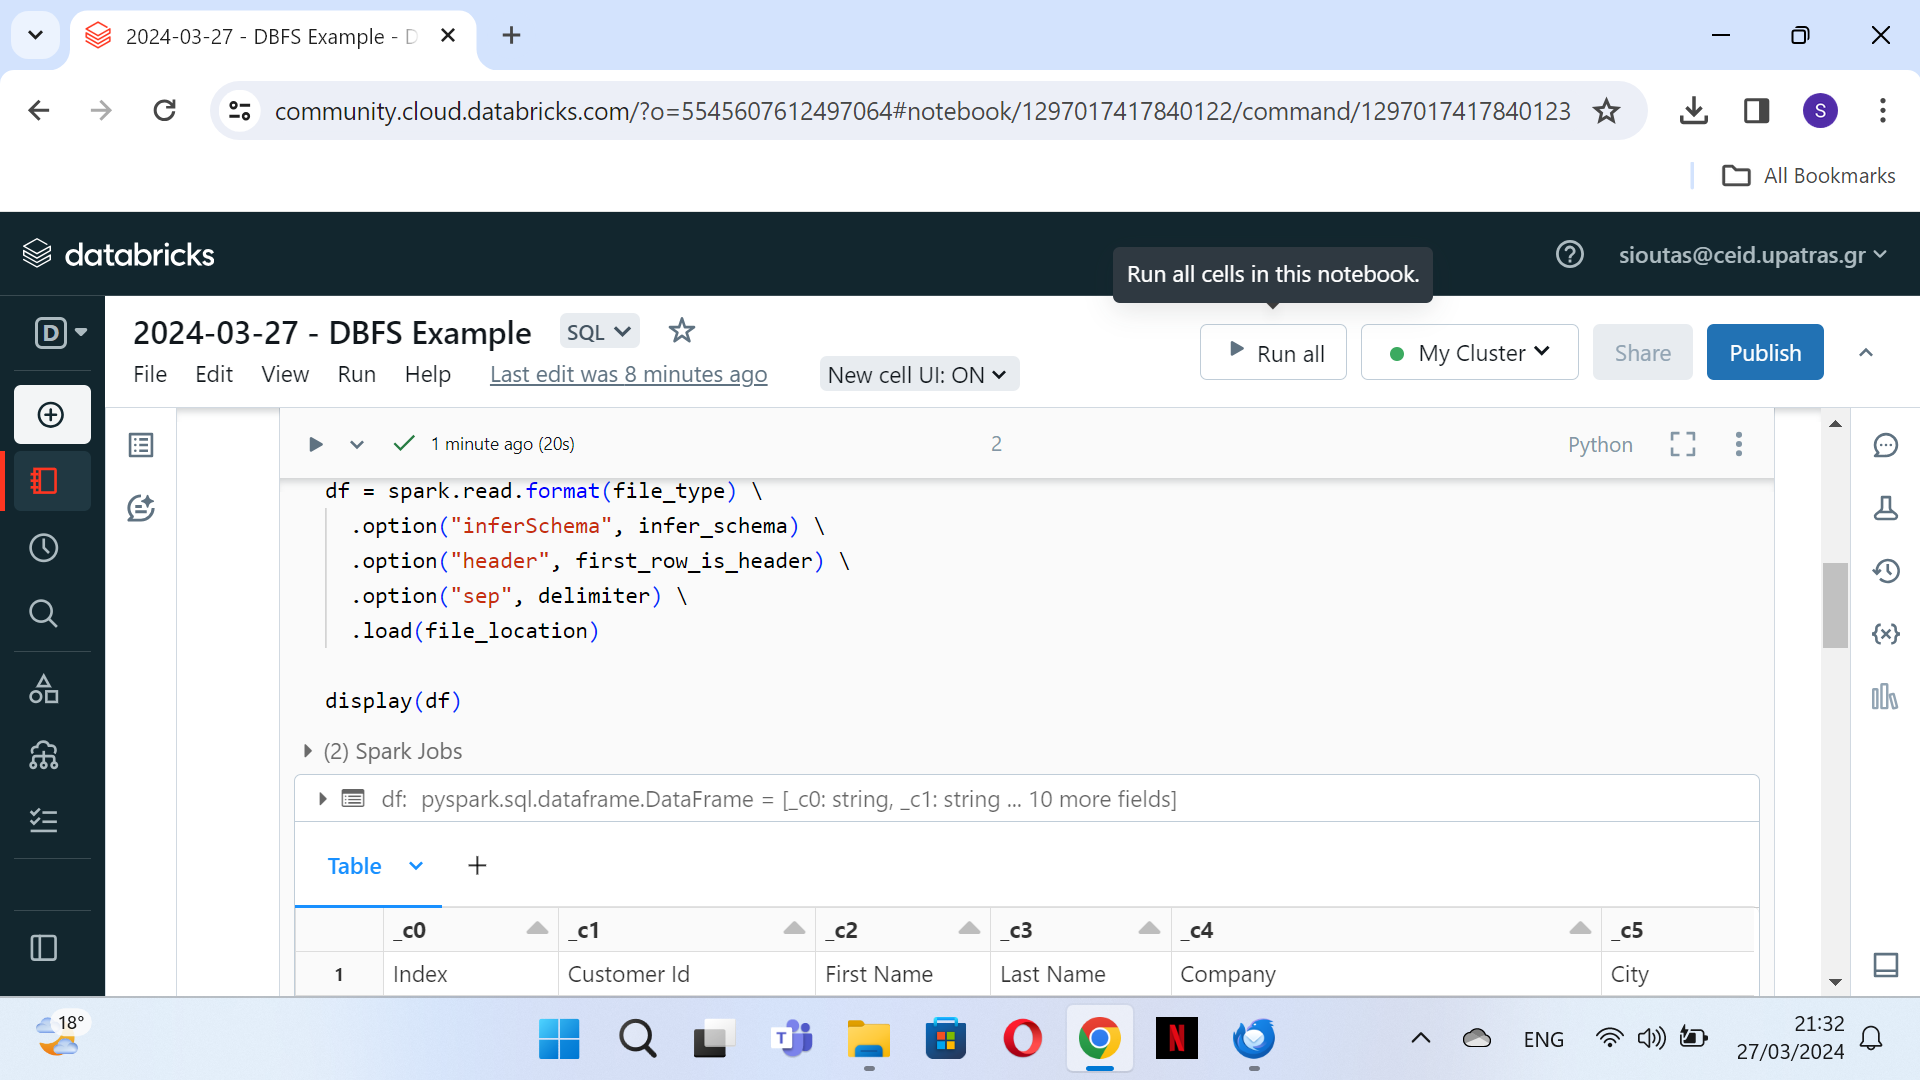 2024-03-27 - DBFS Example - D
community.cloud.databricks.com/?o=5545607612497064#notebook/1297017417840122/command/1297017417840123
S
All Bookmarks
databricks
Run all cells in this notebook.
sioutas@ceid.upatras.gr
D
2024-03-27 - DBFS Example
SQL
Run all
My Cluster
Share
Publish
File Edit View Run Help Last edit was 8 minutes ago New cell UI: ON
1 minute ago (20s)
2
Python
df = spark.read.format(file_type) \
.option("inferSchema", infer_schema) \
.option("header", first_row_is_header) \
.option("sep", delimiter) \
.load(file_location)
display(df)
(2) Spark Jobs
df: pyspark.sql.dataframe.DataFrame = [_c0: string, _c1: string ... 10 more fields]
Table +
_c0 _c1 _c2 _c3 _c4 _c5
1 Index Customer Id First Name Last Name Company City
18°
T
N
ENG
21:32
27/03/2024